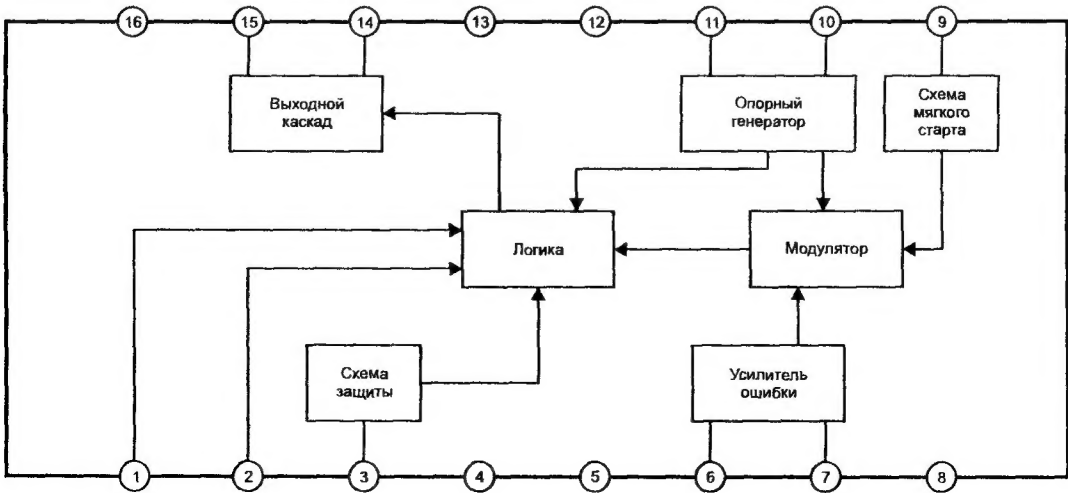 16 15 14 13 12 11 10 9
Выходной
каскад
Опорный
генератор
Схема
мягкого
старта
Логика
Модулятор
Схема
защиты
Усилитель
ошибки
1 2 3 4 5 6 7 8